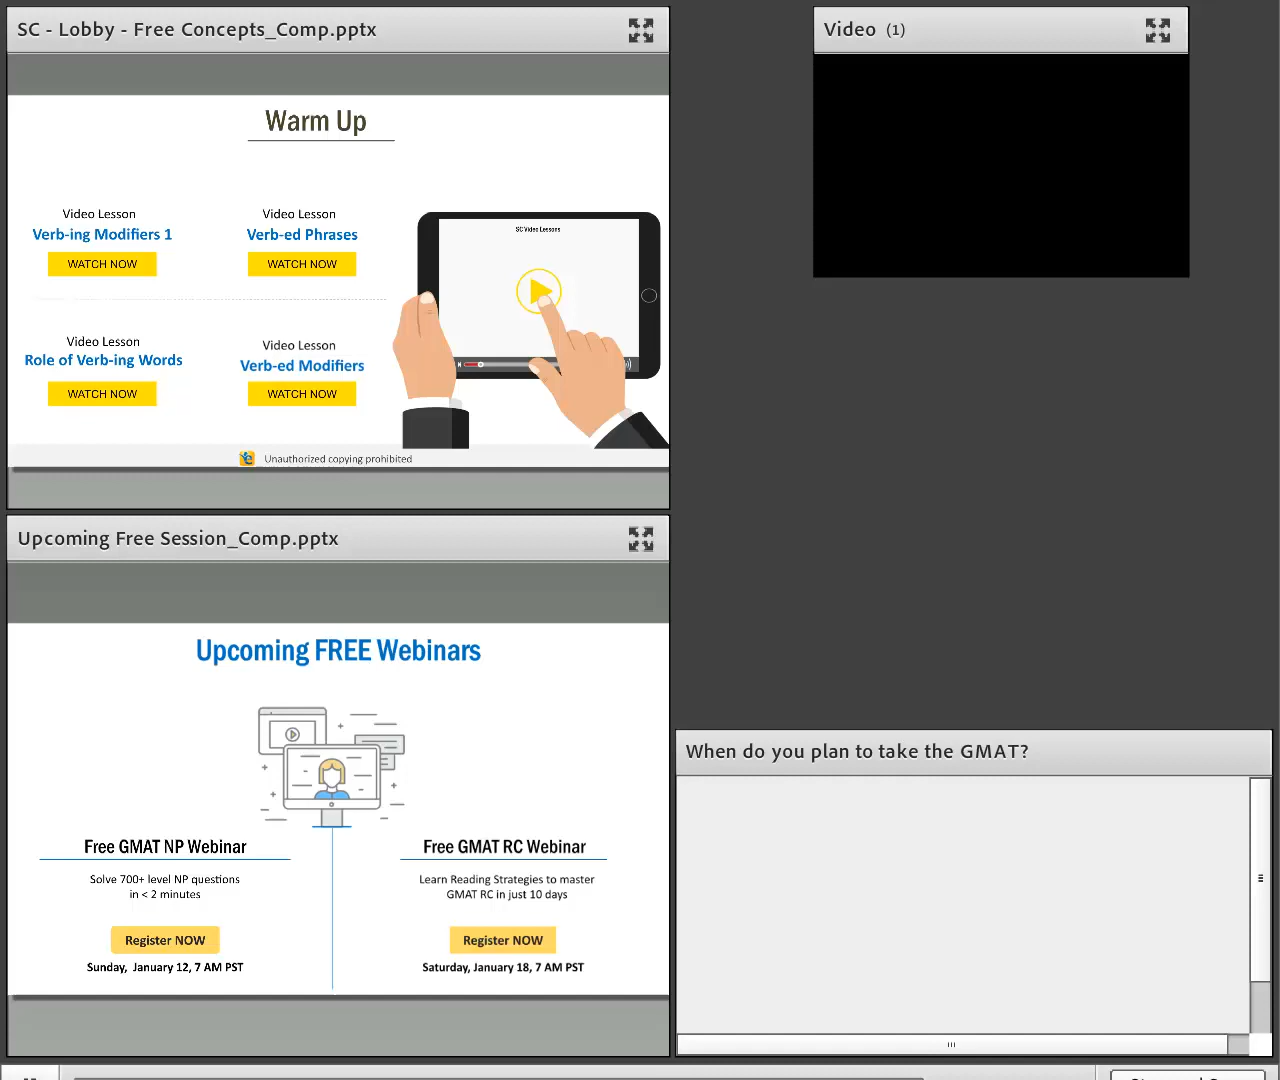 SC - Lobby - Free Concepts_Comp.pptx
Video (1)
Warm Up
Video Lesson
Verb-ing Modifiers 1
WATCH NOW
Video Lesson
Verb-ed Phrases
WATCH NOW
Video Lesson
Role of Verb-ing Words
WATCH NOW
Video Lesson
Verb-ed Modifiers
WATCH NOW
SC Video Lessons
Unauthorized copying prohibited
Upcoming Free Session_Comp.pptx
Upcoming FREE Webinars
Free GMAT NP Webinar
Solve 700+ level NP questions
in < 2 minutes
Register NOW
Sunday, January 12, 7 AM PST
Free GMAT RC Webinar
Learn Reading Strategies to master
GMAT RC in just 10 days
Register NOW
Saturday, January 18, 7 AM PST
When do you plan to take the GMAT?